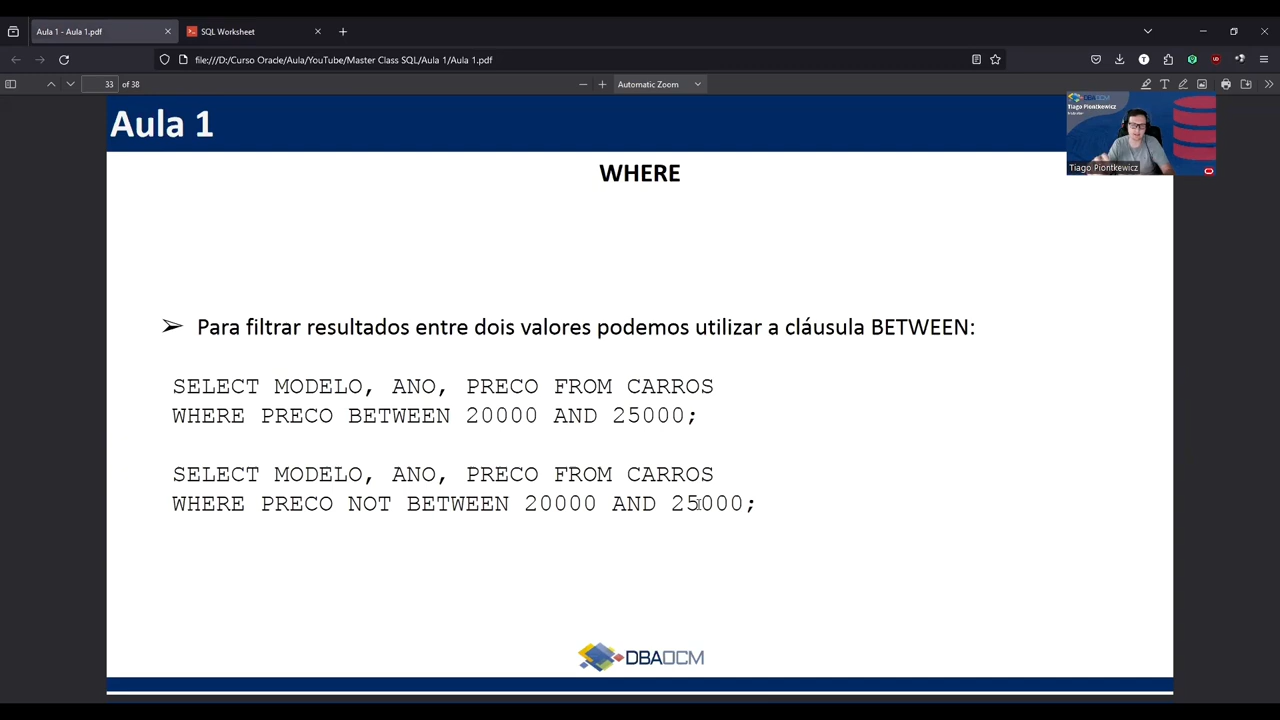 Aula 1 - Aula 1.pdf
SQL Worksheet
file:///D:/Curso Oracle/Aula/YouTube/Master Class SQL/Aula 1/Aula 1.pdf
33 of 38
Automatic Zoom
Aula 1
Tiago Piontkewicz
Tiago Piontkewicz
WHERE
➢ Para filtrar resultados entre dois valores podemos utilizar a cláusula BETWEEN:
SELECT MODELO, ANO, PRECO FROM CARROS
WHERE PRECO BETWEEN 20000 AND 25000;
SELECT MODELO, ANO, PRECO FROM CARROS
WHERE PRECO NOT BETWEEN 20000 AND 25000;
DBAOCM